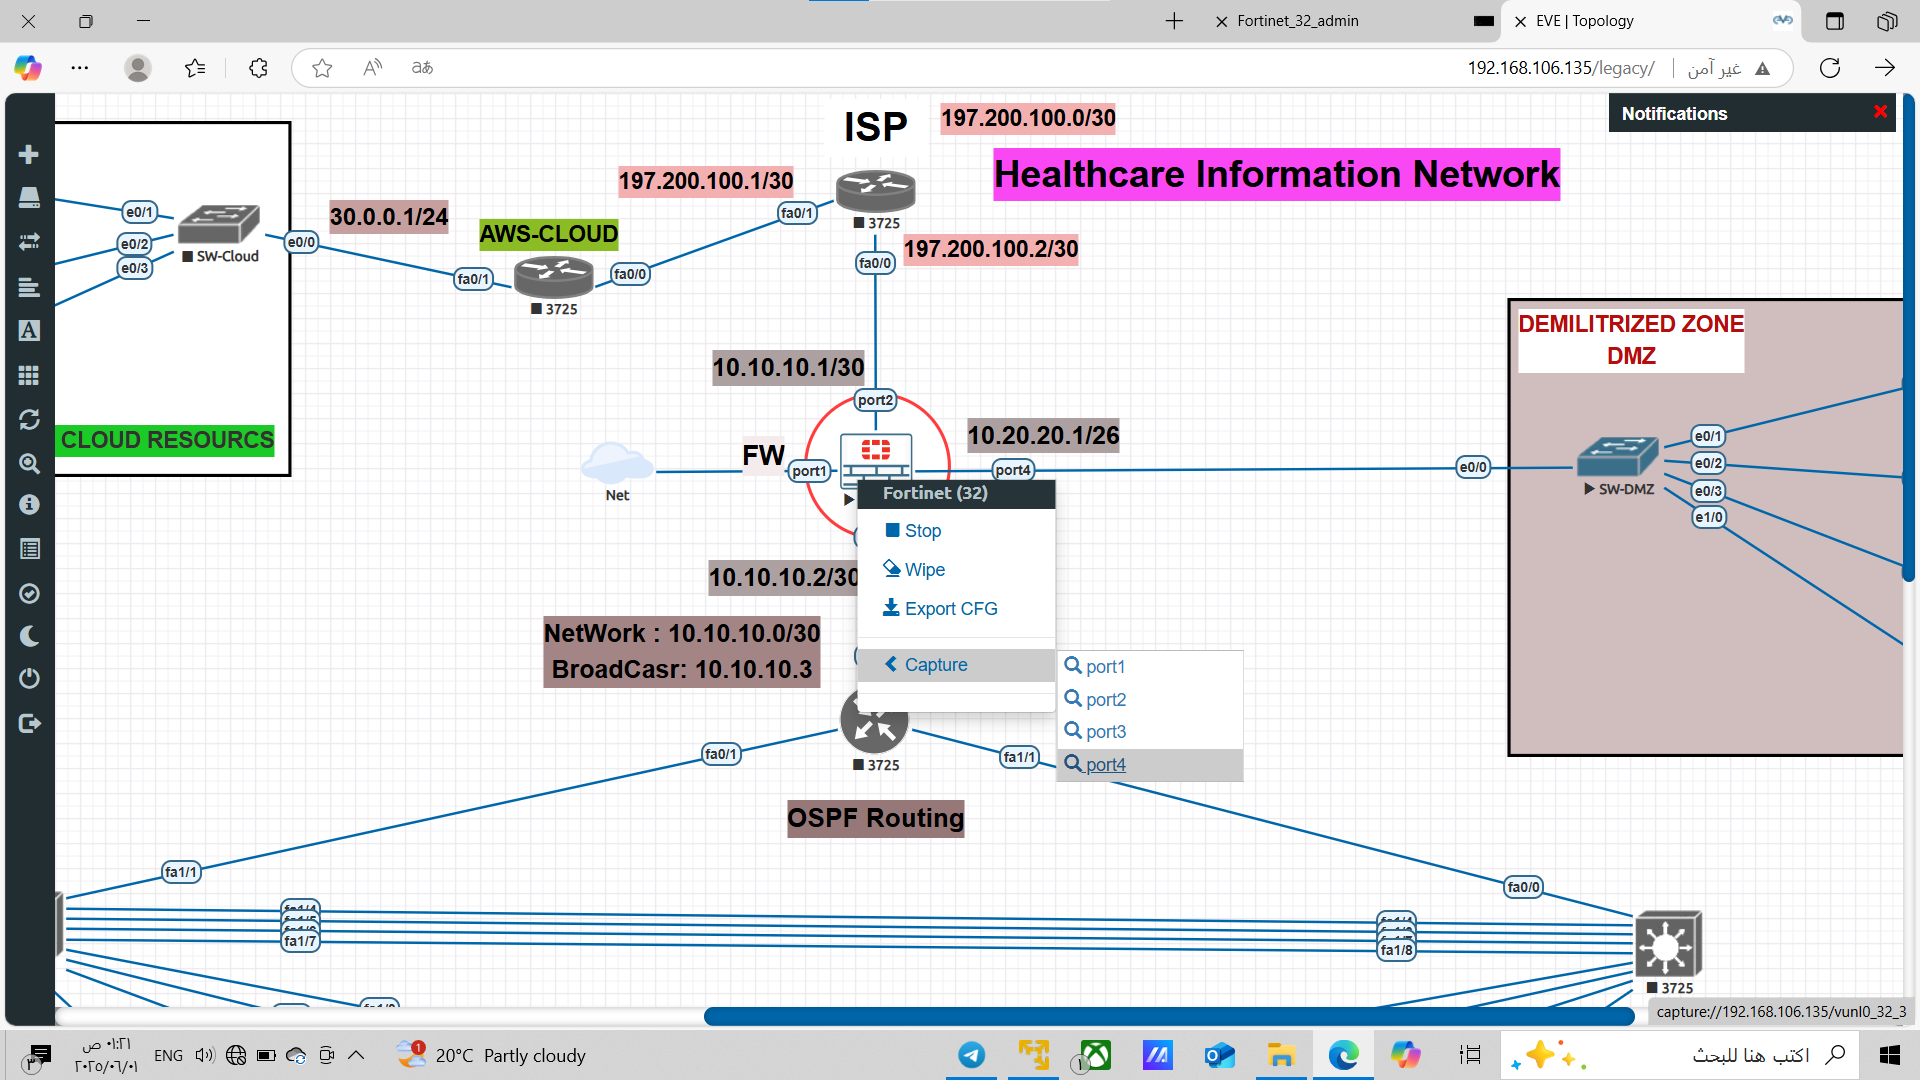 Fortinet_32_admin
EVE | Topology
192.168.106.135/legacy/
غير آمن
Notifications
ISP
197.200.100.0/30
Healthcare Information Network
197.200.100.1/30
fa0/1
3725
197.200.100.2/30
fa0/0
e0/1
e0/2
e0/3
SW-Cloud
e0/0
30.0.0.1/24
AWS-CLOUD
fa0/1
fa0/0
3725
CLOUD RESOURCS
DEMILITRIZED ZONE
DMZ
10.10.10.1/30
port2
10.20.20.1/26
FW
port1
port4
Net
e0/0
e0/1
e0/2
e0/3
e1/0
SW-DMZ
Fortinet (32)
Stop
Wipe
Export CFG
Capture
port1
port2
port3
port4
10.10.10.2/30
NetWork : 10.10.10.0/30
BroadCasr: 10.10.10.3
fa0/1
fa1/1
3725
OSPF Routing
fa1/1
fa0/0
fa1/4
fa1/7
fa1/8
3725
capture://192.168.106.135/vunl0_32_3
٠١:٢١ ص
٢٠٢٥/٠٦/٠١
ENG
20°C Partly cloudy
اكتب هنا للبحث